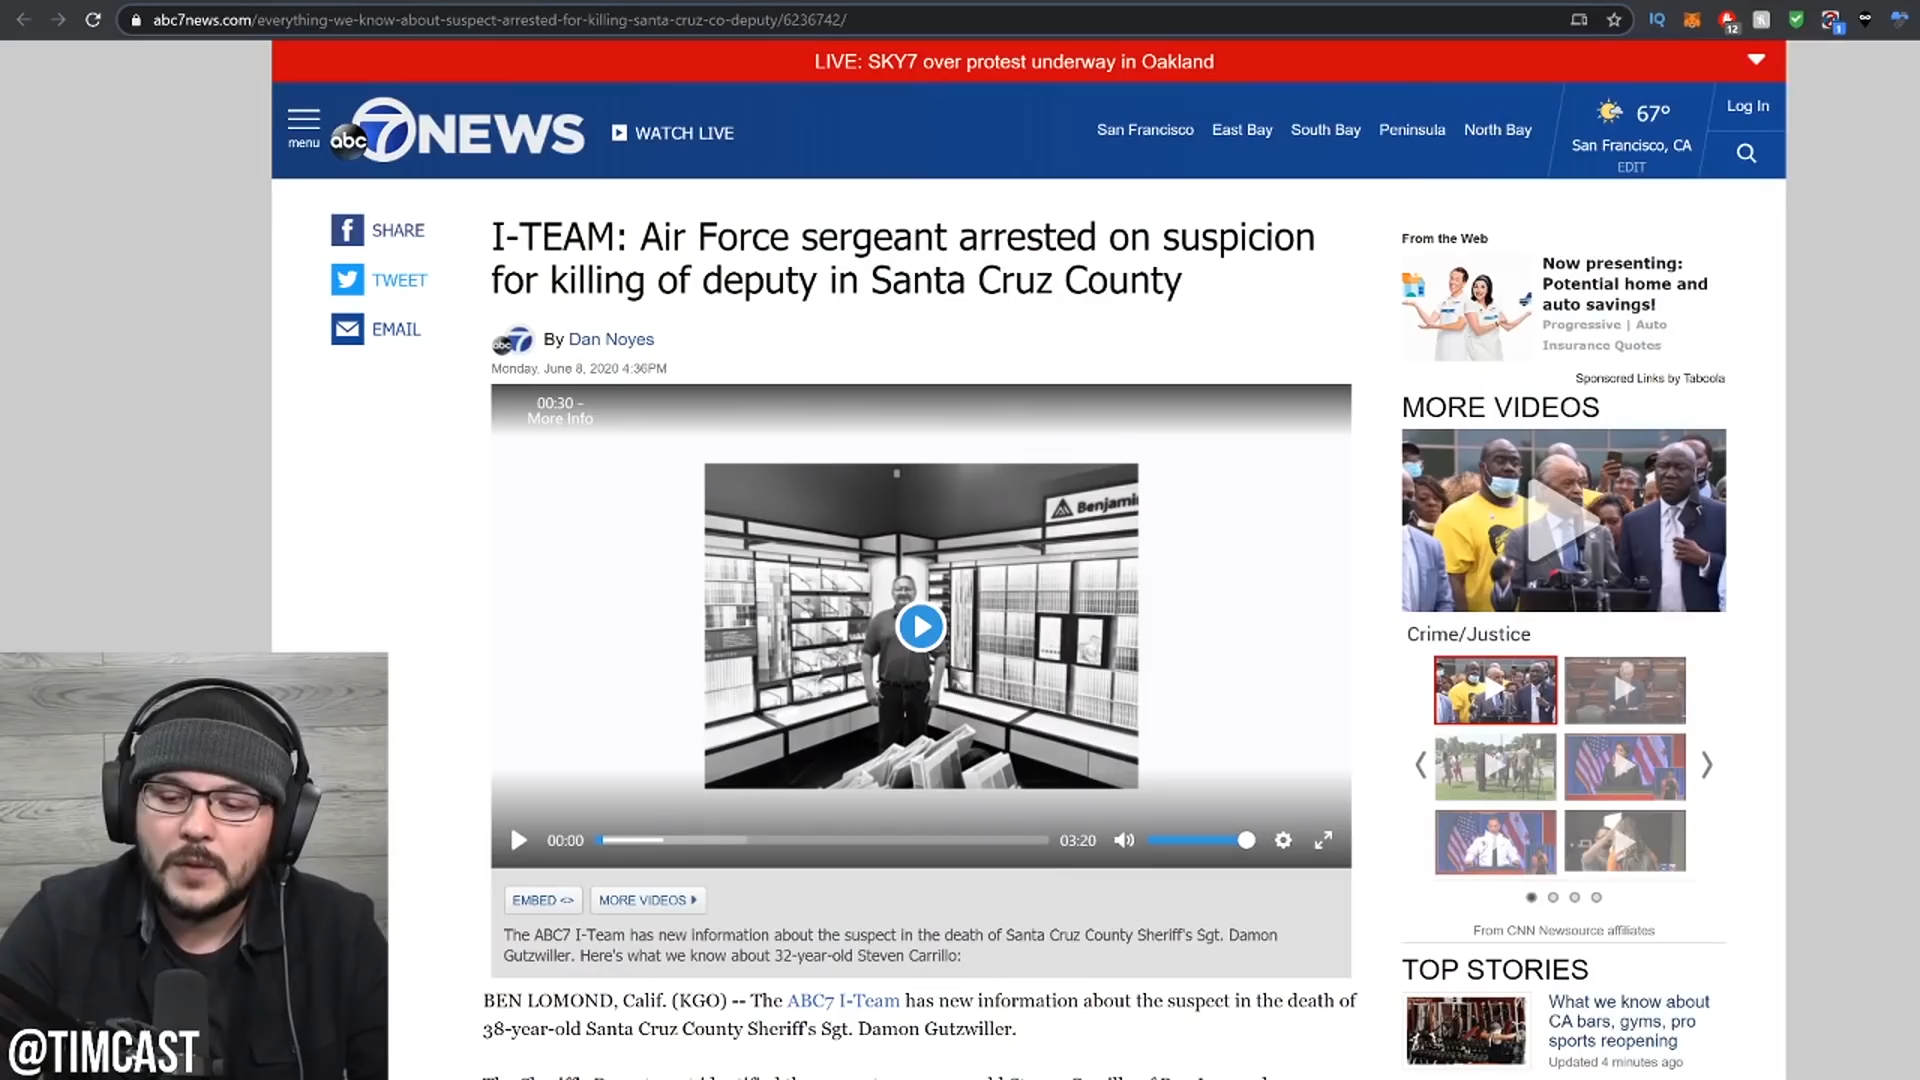 abc7news.com/everything-we-know-about-suspect-arrested-for-killing-santa-cruz-co-deputy/6236742/
IQ
12
1
LIVE: SKY7 over protest underway in Oakland
menu
abc 7 NEWS
WATCH LIVE
San Francisco
East Bay
South Bay
Peninsula
North Bay
67°
San Francisco, CA
EDIT
Log In
SHARE
TWEET
EMAIL
I-TEAM: Air Force sergeant arrested on suspicion
for killing of deputy in Santa Cruz County
abc 7
By Dan Noyes
Monday, June 8, 2020 4:36PM
00:30 -
More Info
Benjami
00:00
03:20
EMBED <>
MORE VIDEOS
The ABC7 I-Team has new information about the suspect in the death of Santa Cruz County Sheriff's Sgt. Damon
Gutzwiller. Here's what we know about 32-year-old Steven Carrillo:
BEN LOMOND, Calif. (KGO) -- The ABC7 I-Team has new information about the suspect in the death of
38-year-old Santa Cruz County Sheriff's Sgt. Damon Gutzwiller.
From the Web
Now presenting:
Potential home and
auto savings!
Progressive | Auto
Insurance Quotes
Sponsored Links by Taboola
MORE VIDEOS
Crime/Justice
From CNN Newsource affiliates
TOP STORIES
What we know about
CA bars, gyms, pro
sports reopening
Updated 4 minutes ago
@TIMCAST